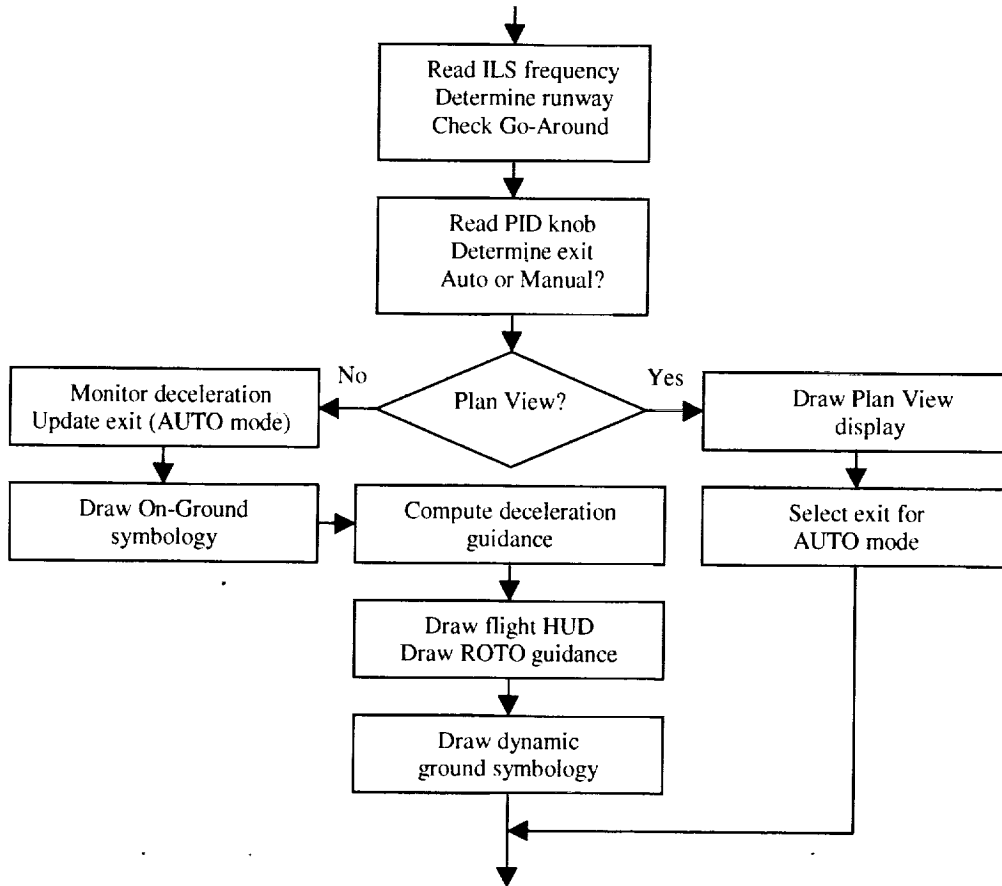 Read ILS frequency
Determine runway
Check Go-Around
Read PID knob
Determine exit
Auto or Manual?
No
Plan View?
Yes
Monitor deceleration
Update exit (AUTO mode)
Draw Plan View
display
Draw On-Ground
symbology
Compute deceleration
guidance
Select exit for
AUTO mode
Draw flight HUD
Draw ROTO guidance
Draw dynamic
ground symbology